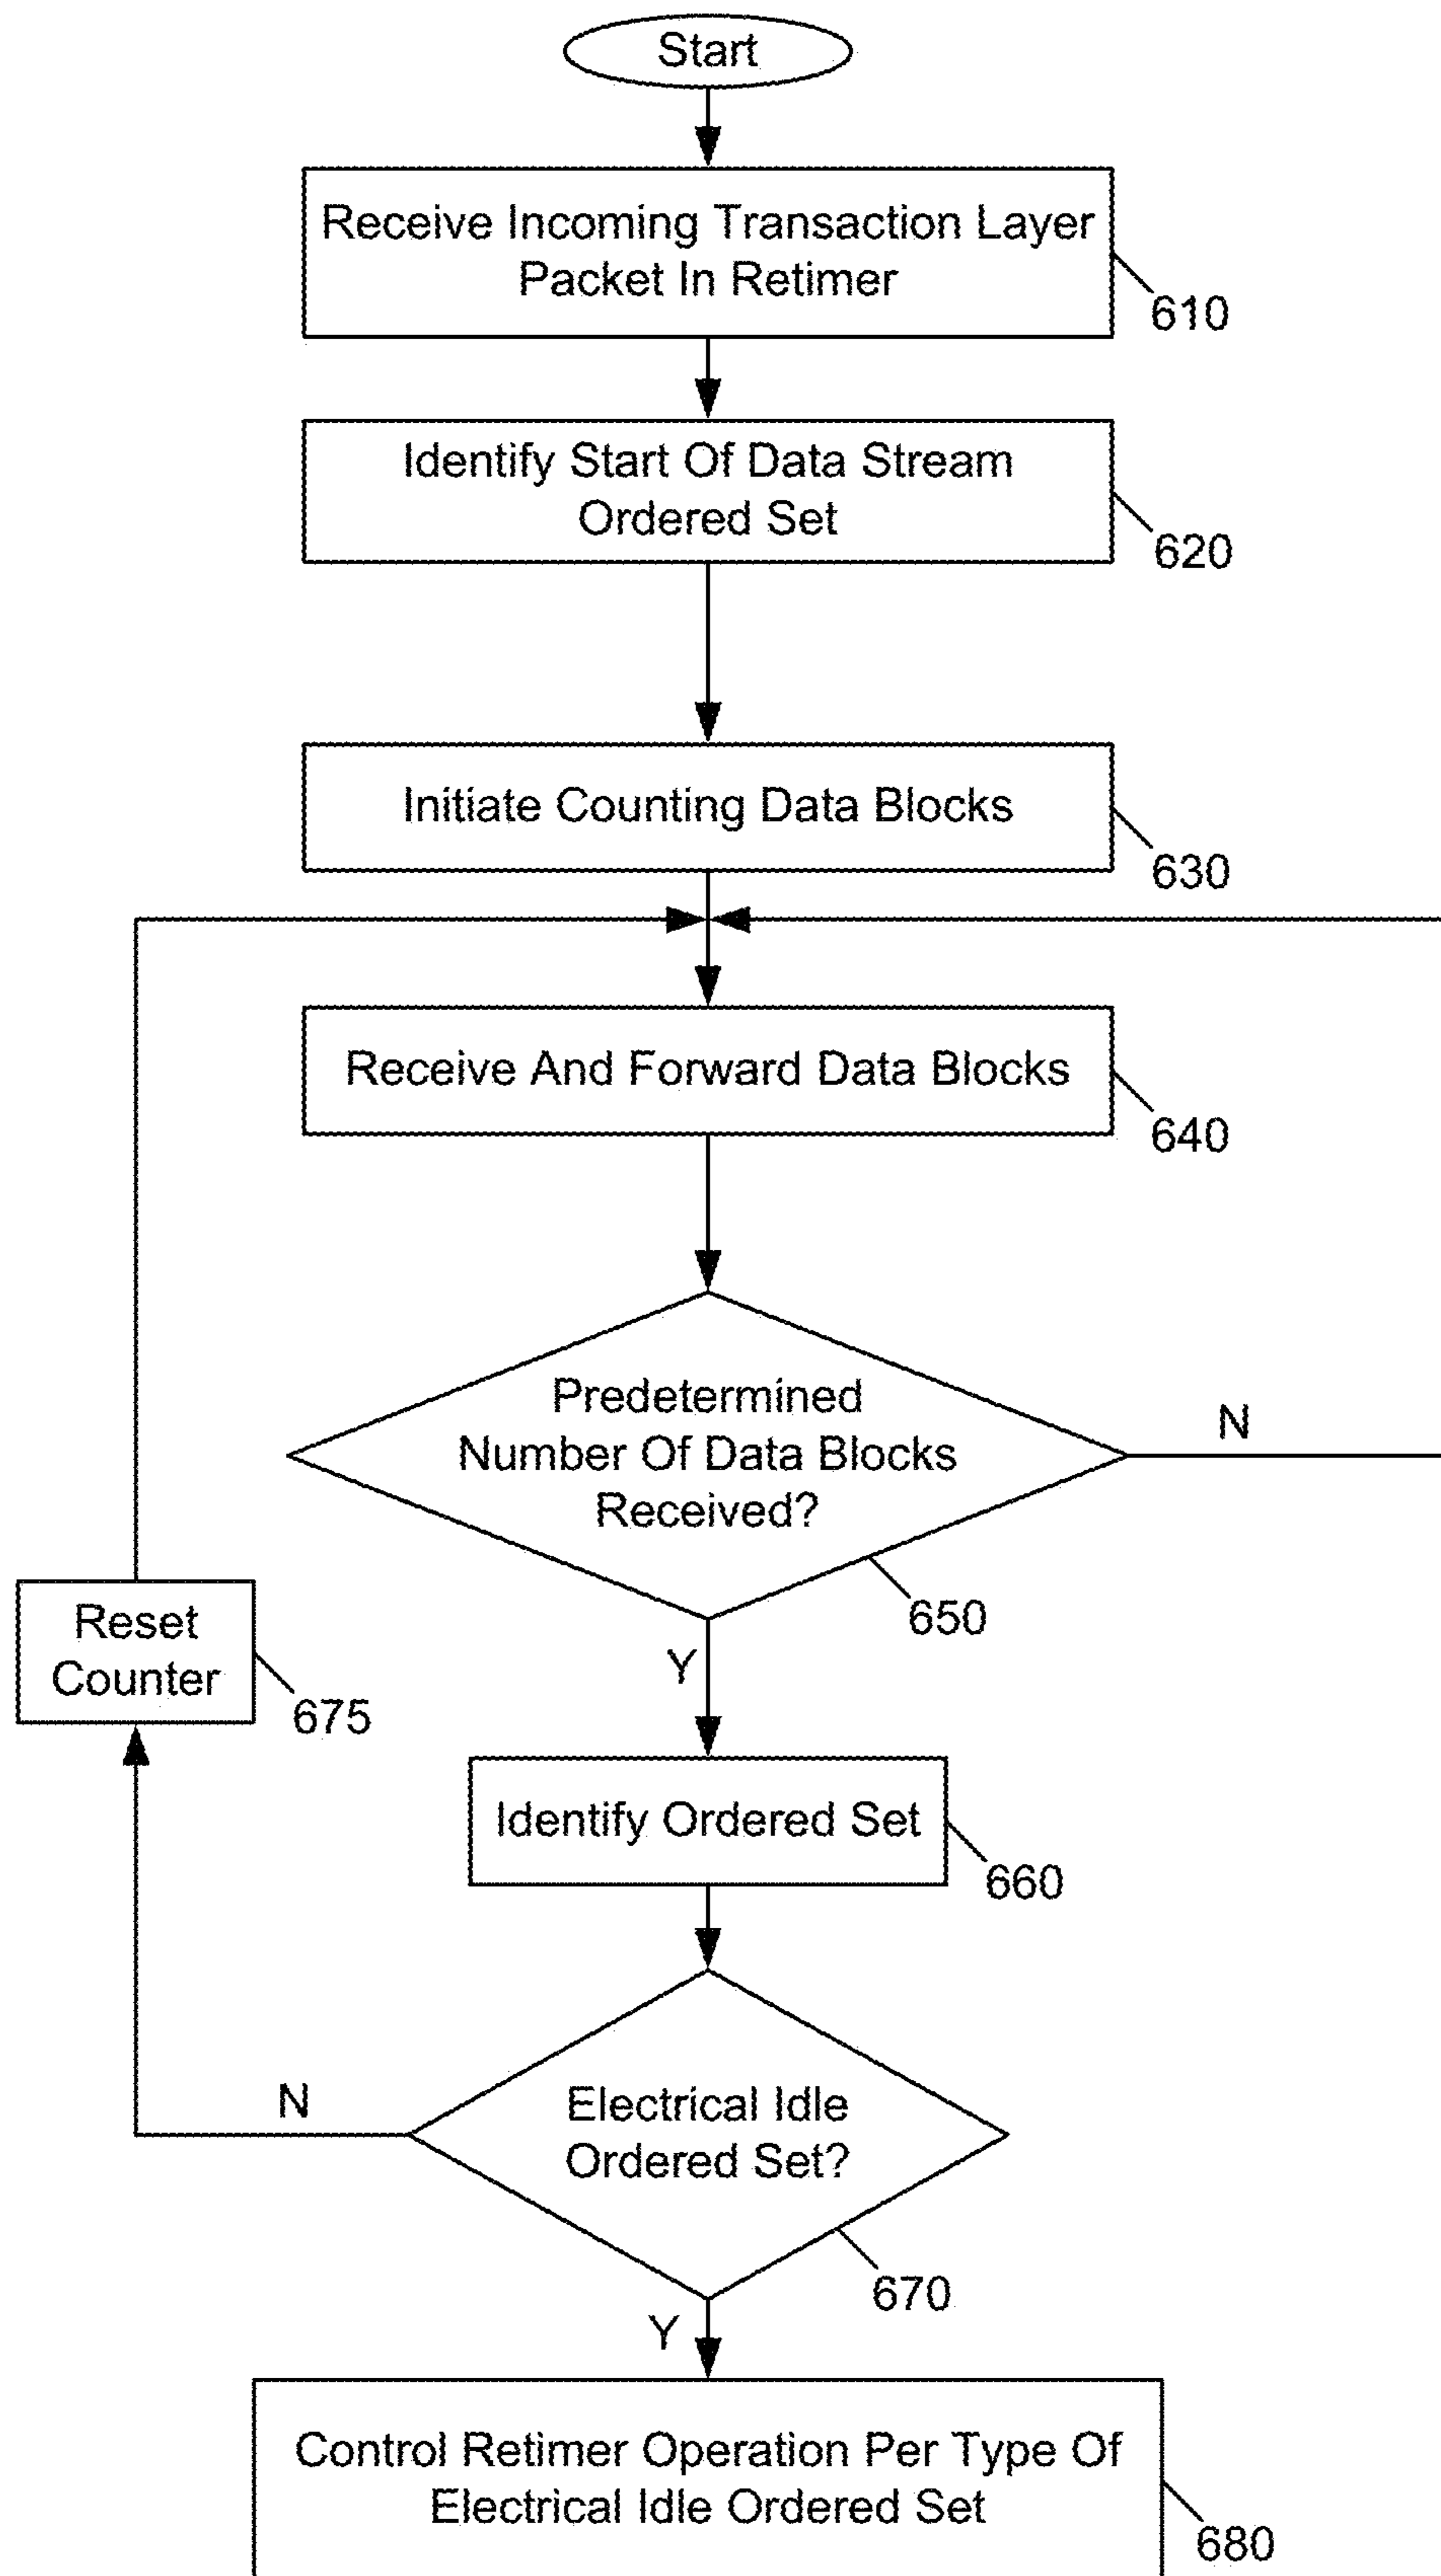 Start
Receive Incoming Transaction Layer
Packet In Retimer
610
Identify Start Of Data Stream
Ordered Set
620
Initiate Counting Data Blocks
630
Receive And Forward Data Blocks
640
Predetermined
Number Of Data Blocks
Received?
N
650
Y
Reset
Counter
675
Identify Ordered Set
660
Electrical Idle
Ordered Set?
N
670
Y
Control Retimer Operation Per Type Of
Electrical Idle Ordered Set
680